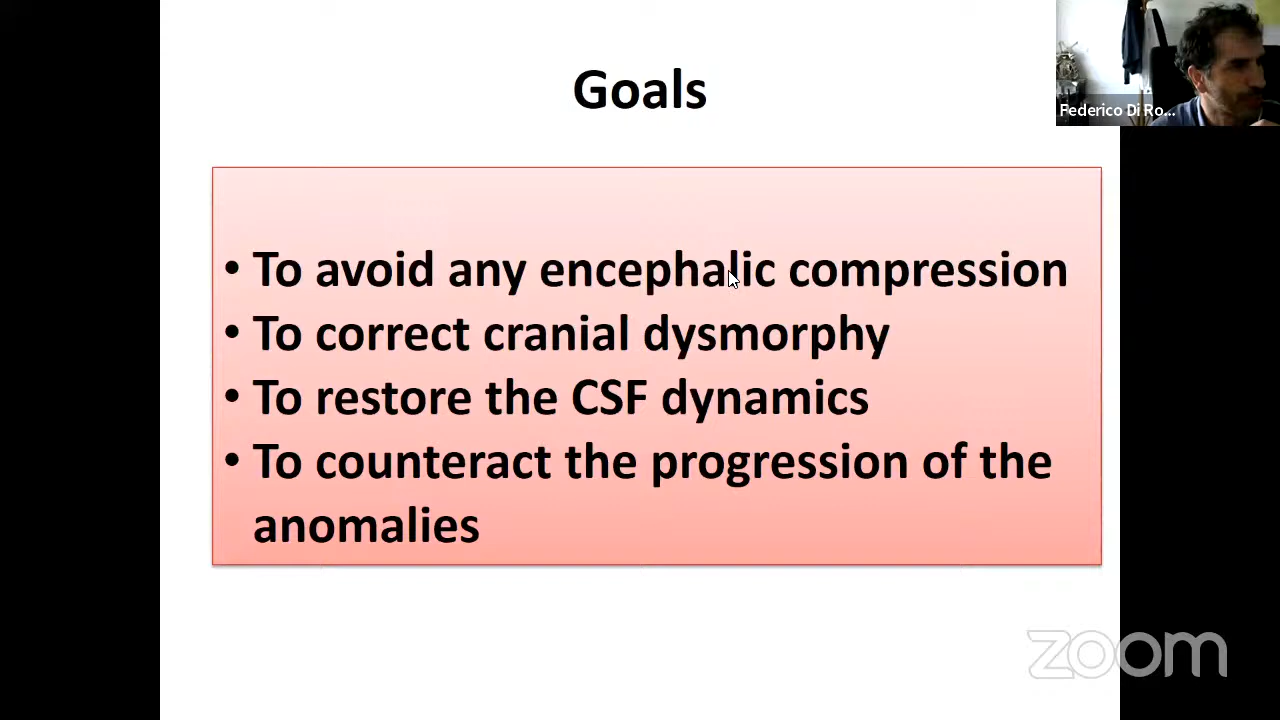 Goals
Federico Di Ro...
• To avoid any encephalic compression
• To correct cranial dysmorphy
• To restore the CSF dynamics
• To counteract the progression of the
anomalies
zoom